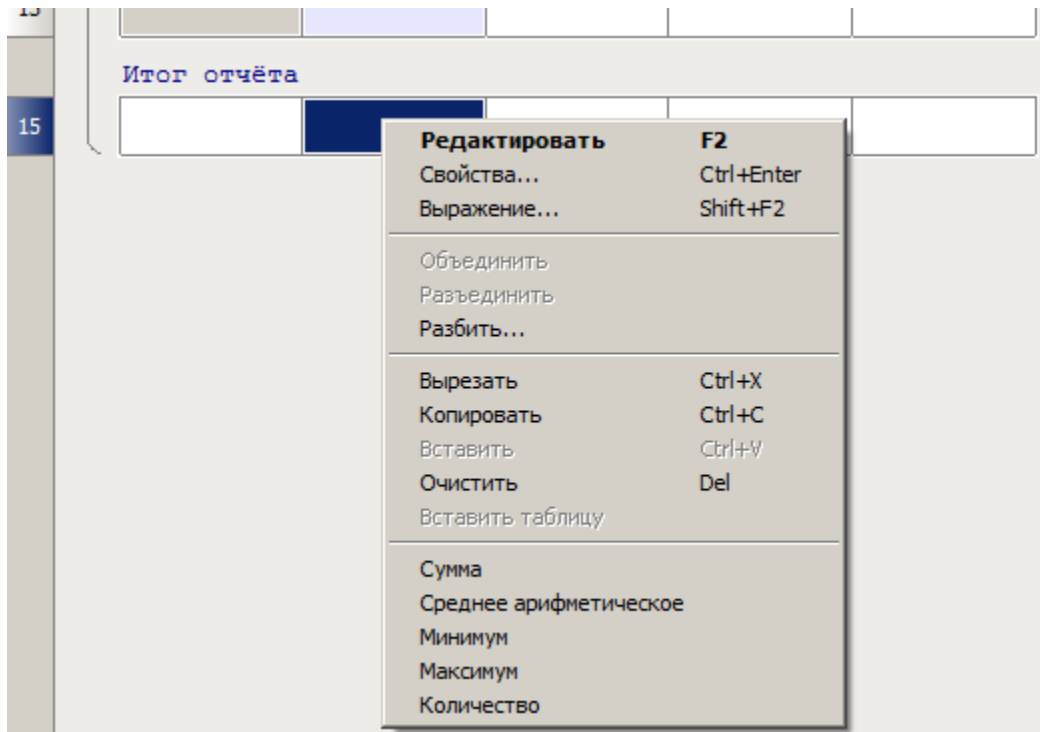 Итог отчёта
15
Редактировать F2
Свойства... Ctrl+Enter
Выражение... Shift+F2
Объединить
Разъединить
Разбить...
Вырезать Ctrl+X
Копировать Ctrl+C
Вставить Ctrl+V
Очистить Del
Вставить таблицу
Сумма
Среднее арифметическое
Минимум
Максимум
Количество